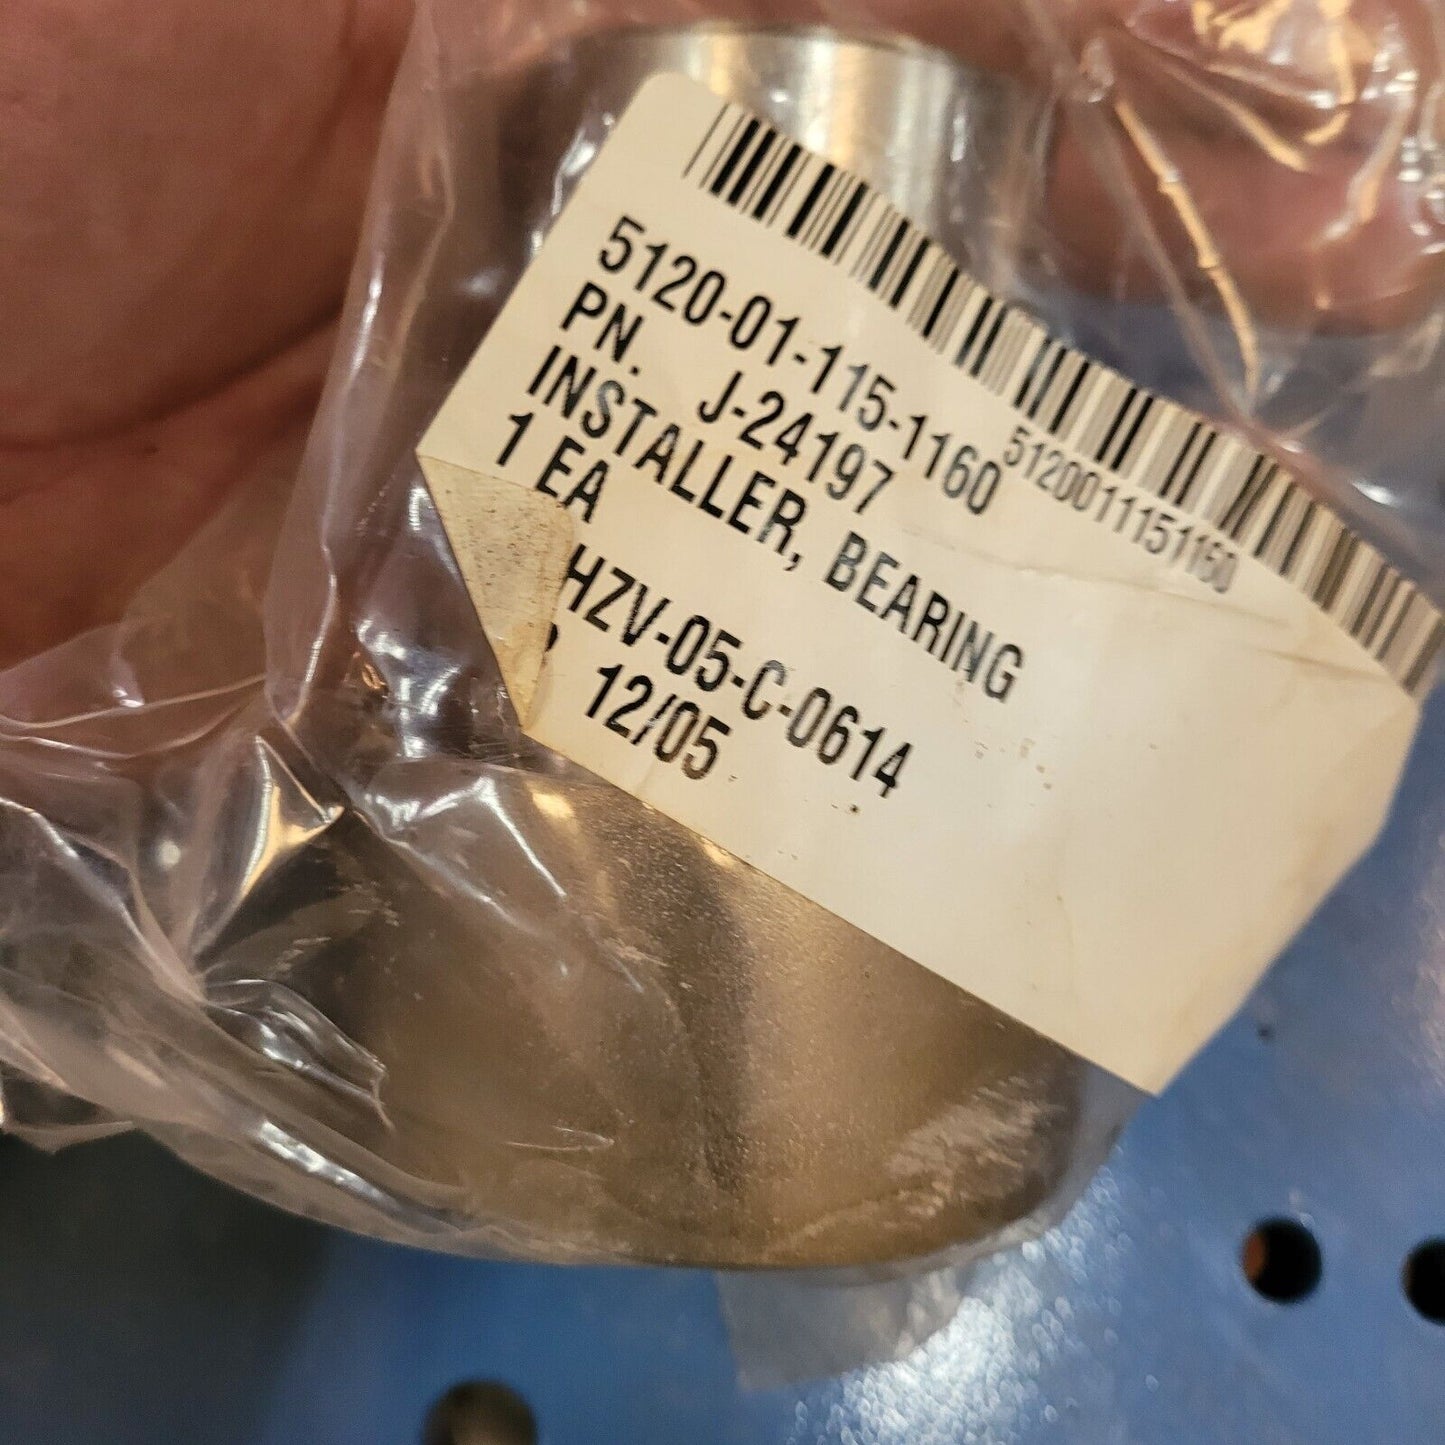 5120011151160
5120-01-115-1160
PN. J-24197
INSTALLER, BEARING
1 EA
HZV-05-C-0614
12/05